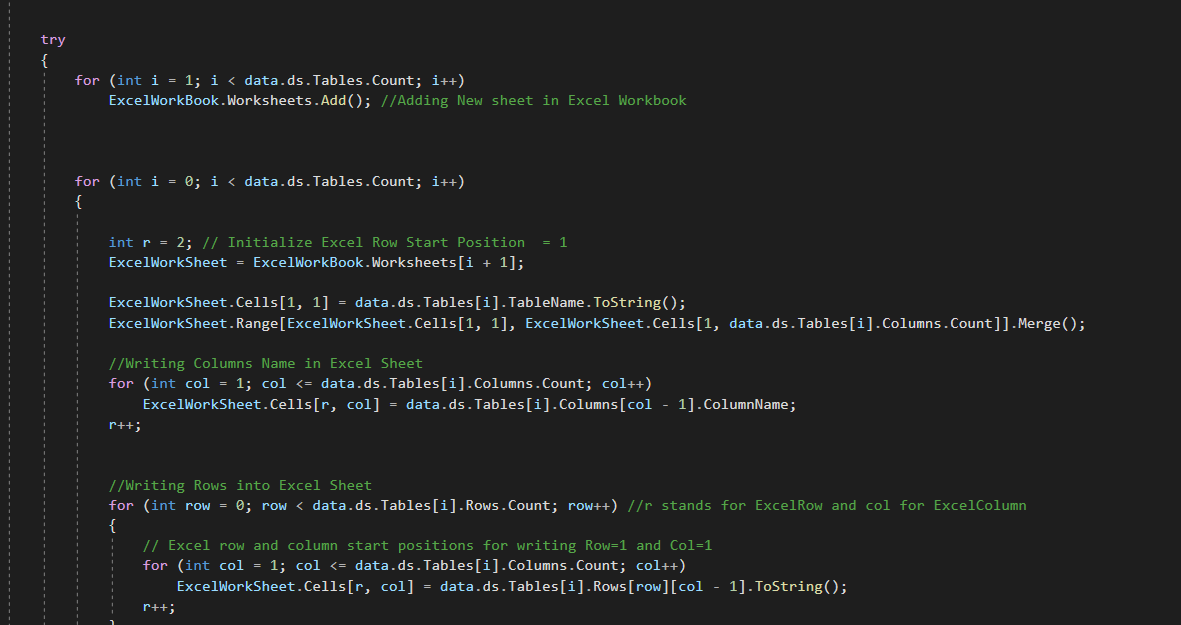 try
{
for (int i = 1; i < data.ds.Tables.Count; i++)
ExcelWorkBook.Worksheets.Add(); //Adding New sheet in Excel Workbook
for (int i = 0; i < data.ds.Tables.Count; i++)
{
int r = 2; // Initialize Excel Row Start Position  = 1
ExcelWorkSheet = ExcelWorkBook.Worksheets[i + 1];
ExcelWorkSheet.Cells[1, 1] = data.ds.Tables[i].TableName.ToString();
ExcelWorkSheet.Range[ExcelWorkSheet.Cells[1, 1], ExcelWorkSheet.Cells[1, data.ds.Tables[i].Columns.Count]].Merge();
//Writing Columns Name in Excel Sheet
for (int col = 1; col <= data.ds.Tables[i].Columns.Count; col++)
ExcelWorkSheet.Cells[r, col] = data.ds.Tables[i].Columns[col - 1].ColumnName;
r++;
//Writing Rows into Excel Sheet
for (int row = 0; row < data.ds.Tables[i].Rows.Count; row++) //r stands for ExcelRow and col for ExcelColumn
{
// Excel row and column start positions for writing Row=1 and Col=1
for (int col = 1; col <= data.ds.Tables[i].Columns.Count; col++)
ExcelWorkSheet.Cells[r, col] = data.ds.Tables[i].Rows[row][col - 1].ToString();
r++;
}